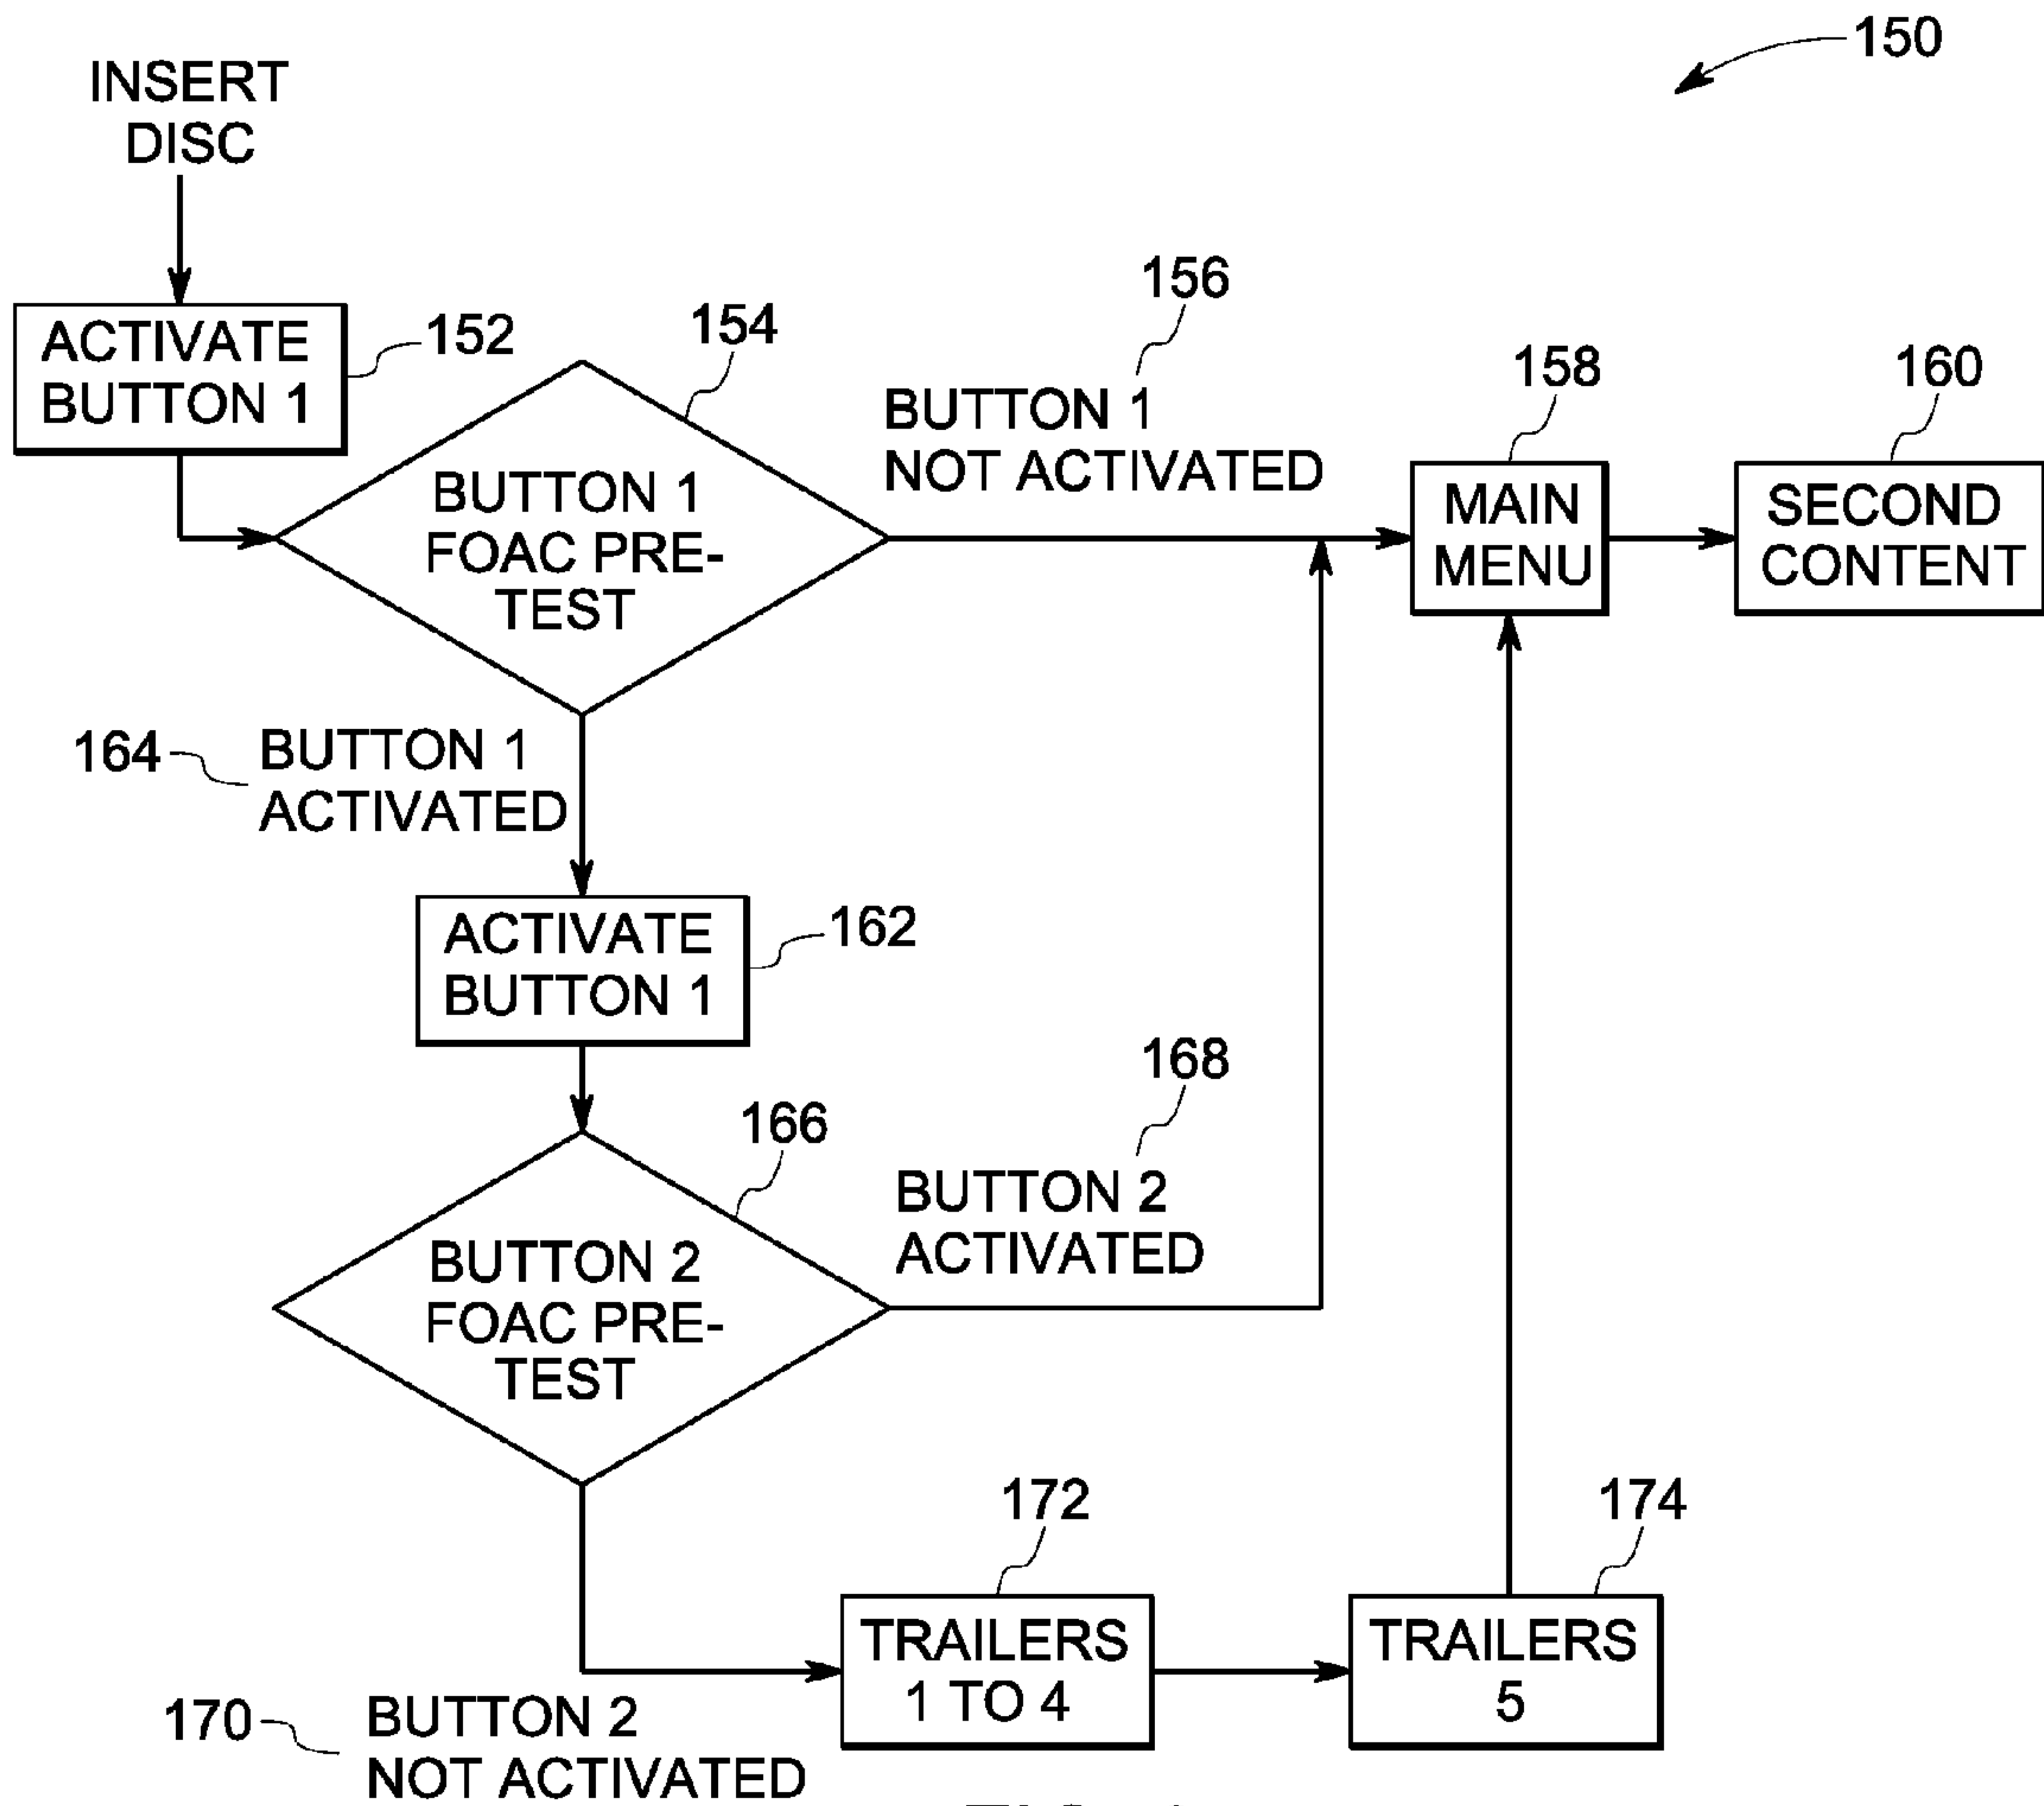 150
INSERT
DISC
ACTIVATE
BUTTON 1
152
154
BUTTON 1
FOAC PRE-
TEST
156
BUTTON 1
NOT ACTIVATED
158
MAIN
MENU
160
SECOND
CONTENT
164
BUTTON 1
ACTIVATED
ACTIVATE
BUTTON 1
162
166
BUTTON 2
FOAC PRE-
TEST
168
BUTTON 2
ACTIVATED
170
BUTTON 2
NOT ACTIVATED
172
TRAILERS
1 TO 4
174
TRAILERS
5